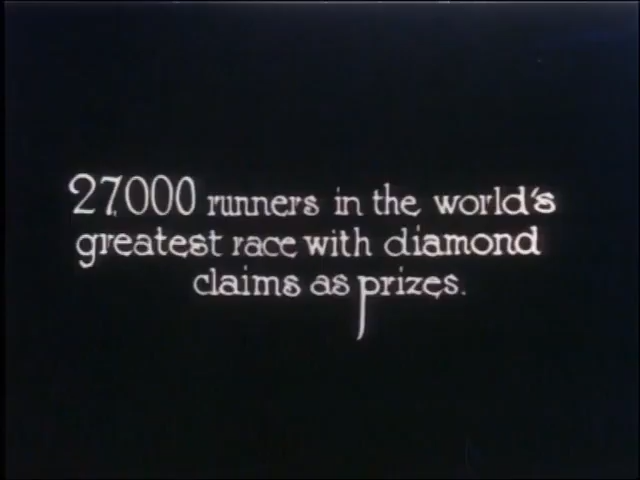 27,000 runners in the world's
greatest race with diamond
claims as prizes.